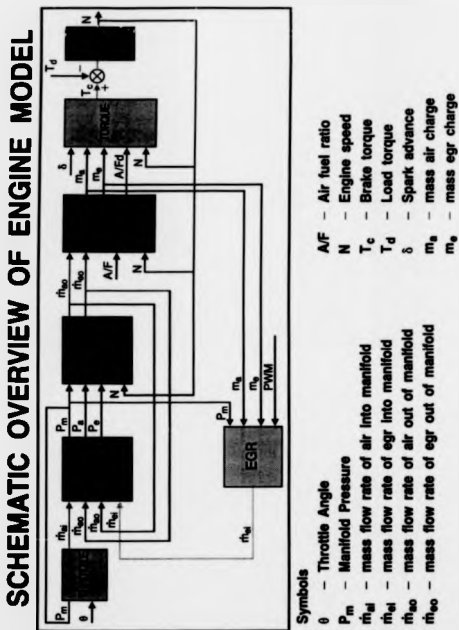 SCHEMATIC OVERVIEW OF ENGINE MODEL
Pm
θ
ṁai
ṁao
ṁeo
ṁei
Pm
Pa
Pe
N
ṁao
A/F
N
δ
ma
me
A/Fd
N
TORQUE
Tc
+
−
Td
N
Pm
ma
me
PWM
EGR
ṁei
Symbols
θ – Throttle Angle
Pm – Manifold Pressure
ṁai – mass flow rate of air into manifold
ṁei – mass flow rate of egr into manifold
ṁao – mass flow rate of air out of manifold
ṁeo – mass flow rate of egr out of manifold
A/F – Air fuel ratio
N – Engine speed
Tc – Brake torque
Td – Load torque
δ – Spark advance
ma – mass air charge
me – mass egr charge